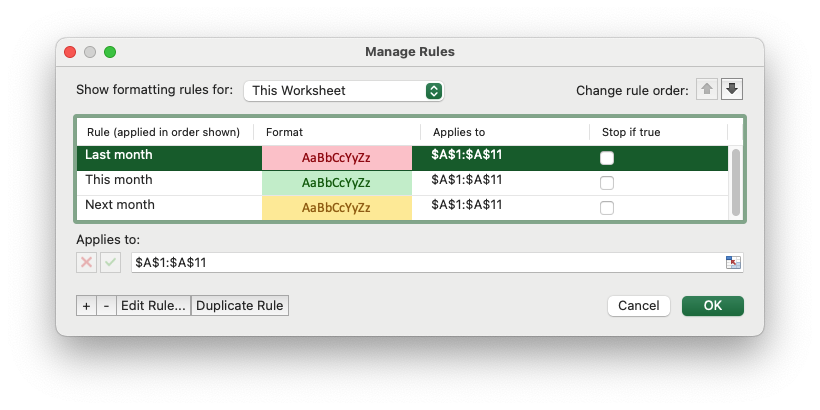 Manage Rules
Show formatting rules for: This Worksheet Change rule order:
Rule (applied in order shown) Format Applies to Stop if true
Last month AaBbCcYyZz $A$1:$A$11
This month AaBbCcYyZz $A$1:$A$11
Next month AaBbCcYyZz $A$1:$A$11
Applies to:
$A$1:$A$11
+ - Edit Rule... Duplicate Rule Cancel OK